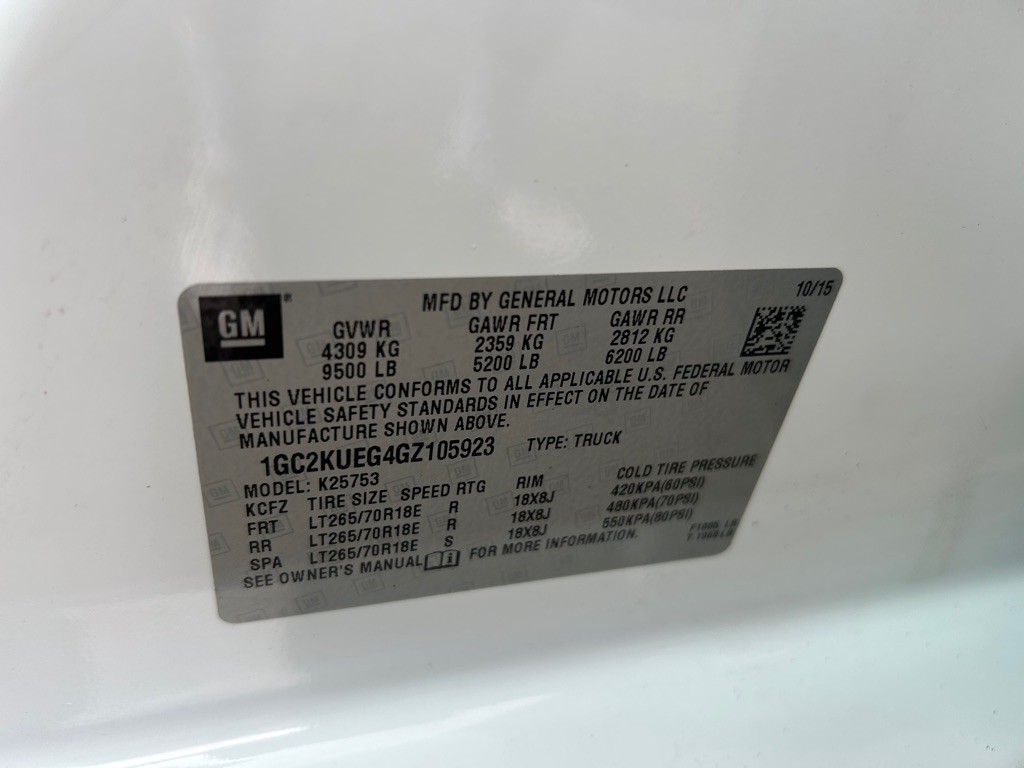 GM
MFD BY GENERAL MOTORS LLC 10/15
GVWR GAWR FRT GAWR RR
4309 KG 2359 KG 2812 KG
9500 LB 5200 LB 6200 LB
THIS VEHICLE CONFORMS TO ALL APPLICABLE U.S. FEDERAL MOTOR
VEHICLE SAFETY STANDARDS IN EFFECT ON THE DATE OF
MANUFACTURE SHOWN ABOVE.
1GC2KUEG4GZ105923 TYPE: TRUCK
MODEL: K25753
KCFZ TIRE SIZE SPEED RTG RIM COLD TIRE PRESSURE
FRT LT265/70R18E R 18X8J 420KPA(60PSI)
RR LT265/70R18E R 18X8J 480KPA(70PSI)
SPA LT265/70R18E S 18X8J 550KPA(80PSI)
SEE OWNER'S MANUAL FOR MORE INFORMATION.